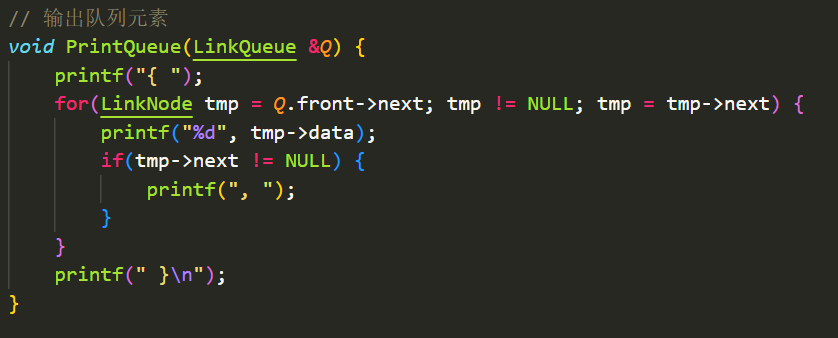 // 输出队列元素
void PrintQueue(LinkQueue &Q) {
    printf("{ ");
    for(LinkNode tmp = Q.front->next; tmp != NULL; tmp = tmp->next) {
        printf("%d", tmp->data);
        if(tmp->next != NULL) {
            printf(", ");
        }
    }
    printf(" }\n");
}